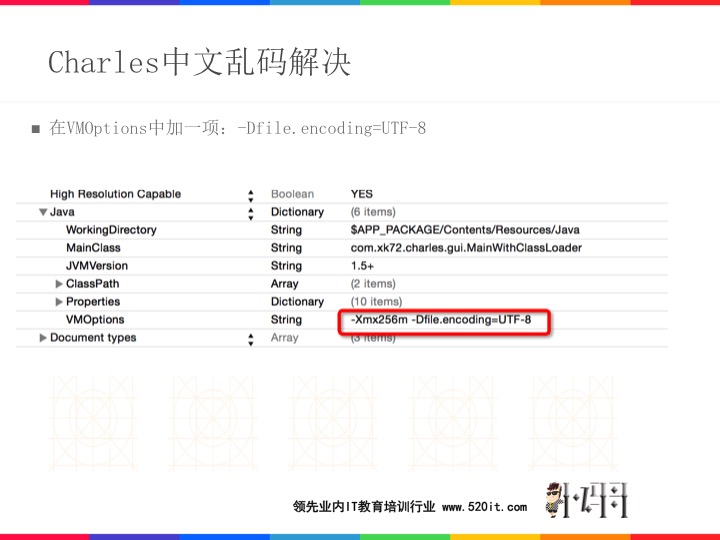 Charles中文乱码解决
■ 在VMOptions中加一项：-Dfile.encoding=UTF-8
High Resolution Capable Boolean YES
Java Dictionary (6 items)
WorkingDirectory String $APP_PACKAGE/Contents/Resources/Java
MainClass String com.xk72.charles.gui.MainWithClassLoader
JVMVersion String 1.5+
ClassPath Array (2 items)
Properties Dictionary (10 items)
VMOptions String -Xmx256m -Dfile.encoding=UTF-8
Document types Array (3 items)
领先业内IT教育培训行业 www.520it.com
小码哥